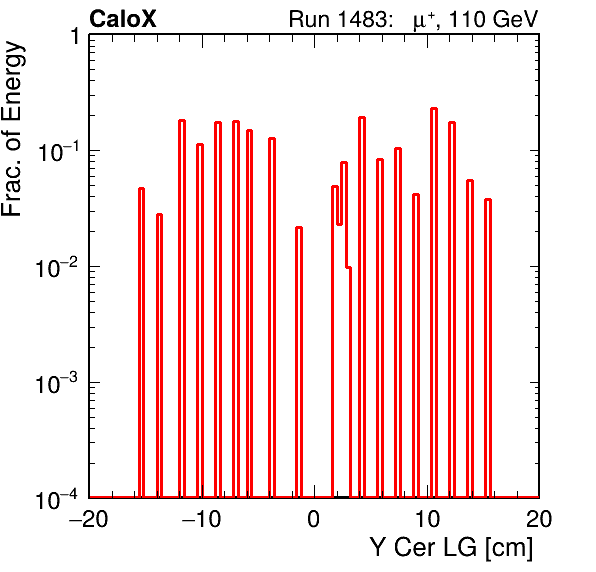 CaloX Run 1483: μ⁺, 110 GeV
Frac. of Energy
1
10⁻¹
10⁻²
10⁻³
10⁻⁴
−20 −10 0 10 20
Y Cer LG [cm]